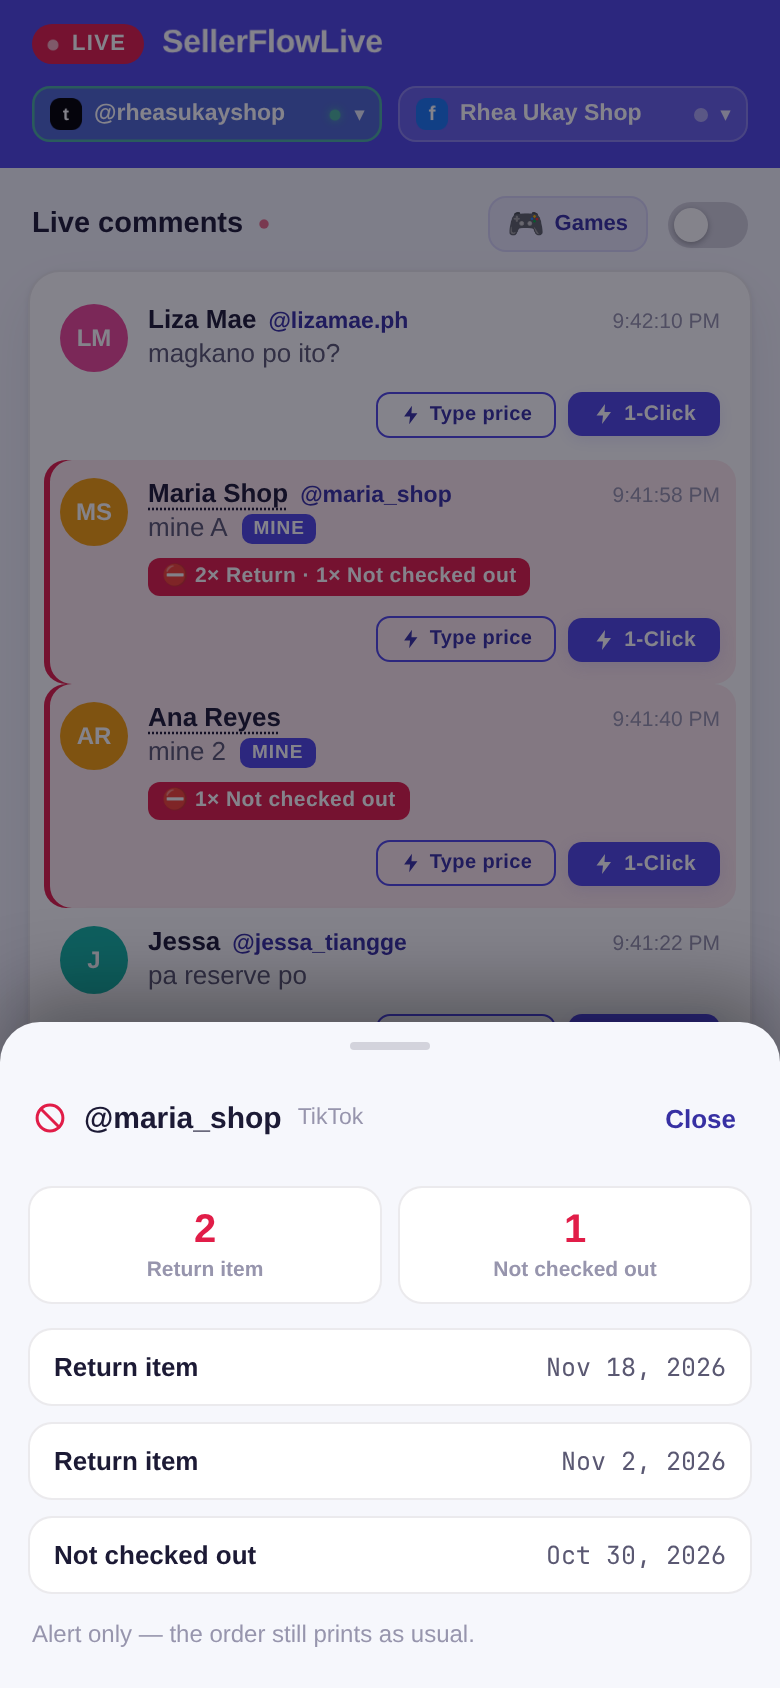 LIVE SellerFlowLive
t @rheasukayshop ▼ f Rhea Ukay Shop ▼
Live comments Games
LM Liza Mae @lizamae.ph 9:42:10 PM
magkano po ito?
Type price 1-Click
MS Maria Shop @maria_shop 9:41:58 PM
mine A MINE
2× Return · 1× Not checked out
Type price 1-Click
AR Ana Reyes 9:41:40 PM
mine 2 MINE
1× Not checked out
Type price 1-Click
J Jessa @jessa_tiangge 9:41:22 PM
pa reserve po
@maria_shop TikTok Close
2 1
Return item Not checked out
Return item Nov 18, 2026
Return item Nov 2, 2026
Not checked out Oct 30, 2026
Alert only — the order still prints as usual.